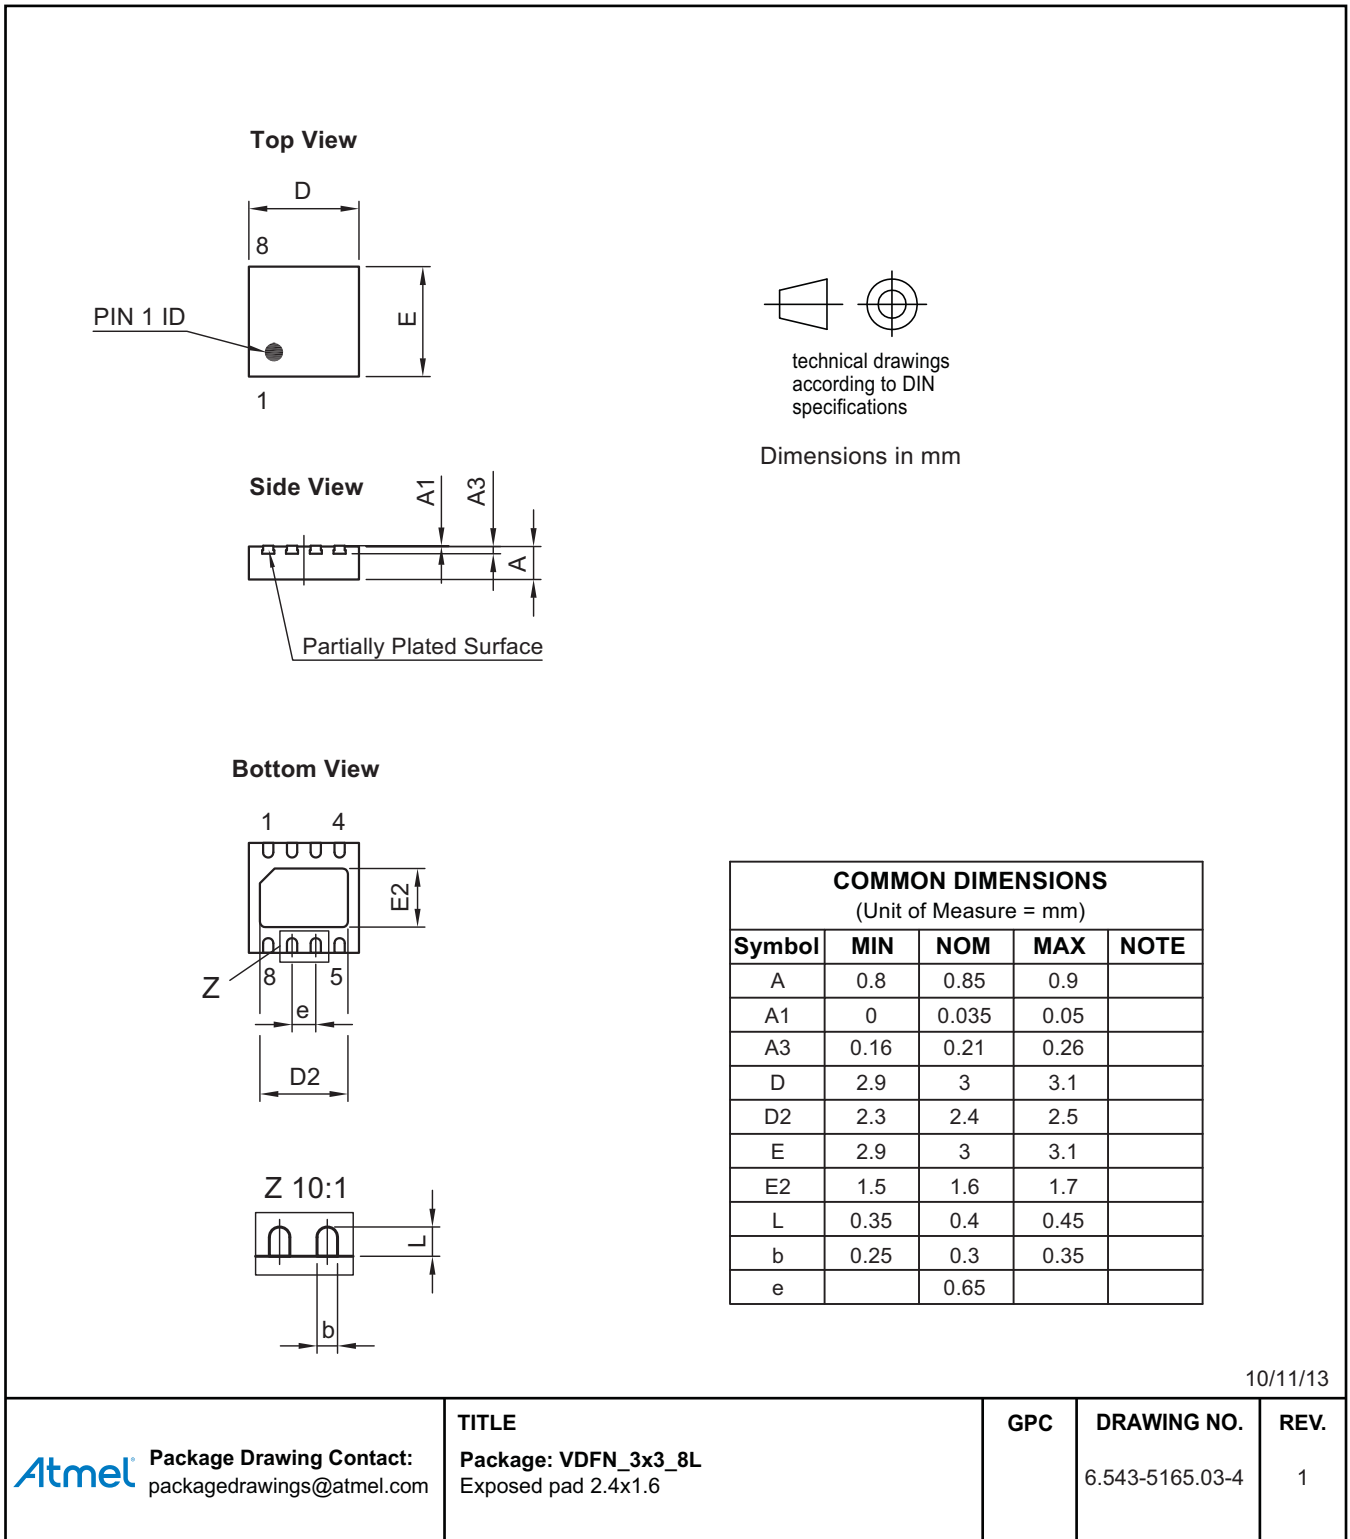 Top View
D
8
PIN 1 ID
E
1
technical drawings
according to DIN
specifications
Dimensions in mm
Side View
A1
A3
A
Partially Plated Surface
Bottom View
1 4
E2
Z
8 5
e
D2
Z 10:1
L
b
COMMON DIMENSIONS
(Unit of Measure = mm)
Symbol MIN NOM MAX NOTE
A 0.8 0.85 0.9
A1 0 0.035 0.05
A3 0.16 0.21 0.26
D 2.9 3 3.1
D2 2.3 2.4 2.5
E 2.9 3 3.1
E2 1.5 1.6 1.7
L 0.35 0.4 0.45
b 0.25 0.3 0.35
e 0.65
10/11/13
Atmel
Package Drawing Contact:
packagedrawings@atmel.com
TITLE
Package: VDFN_3x3_8L
Exposed pad 2.4x1.6
GPC
DRAWING NO.
6.543-5165.03-4
REV.
1